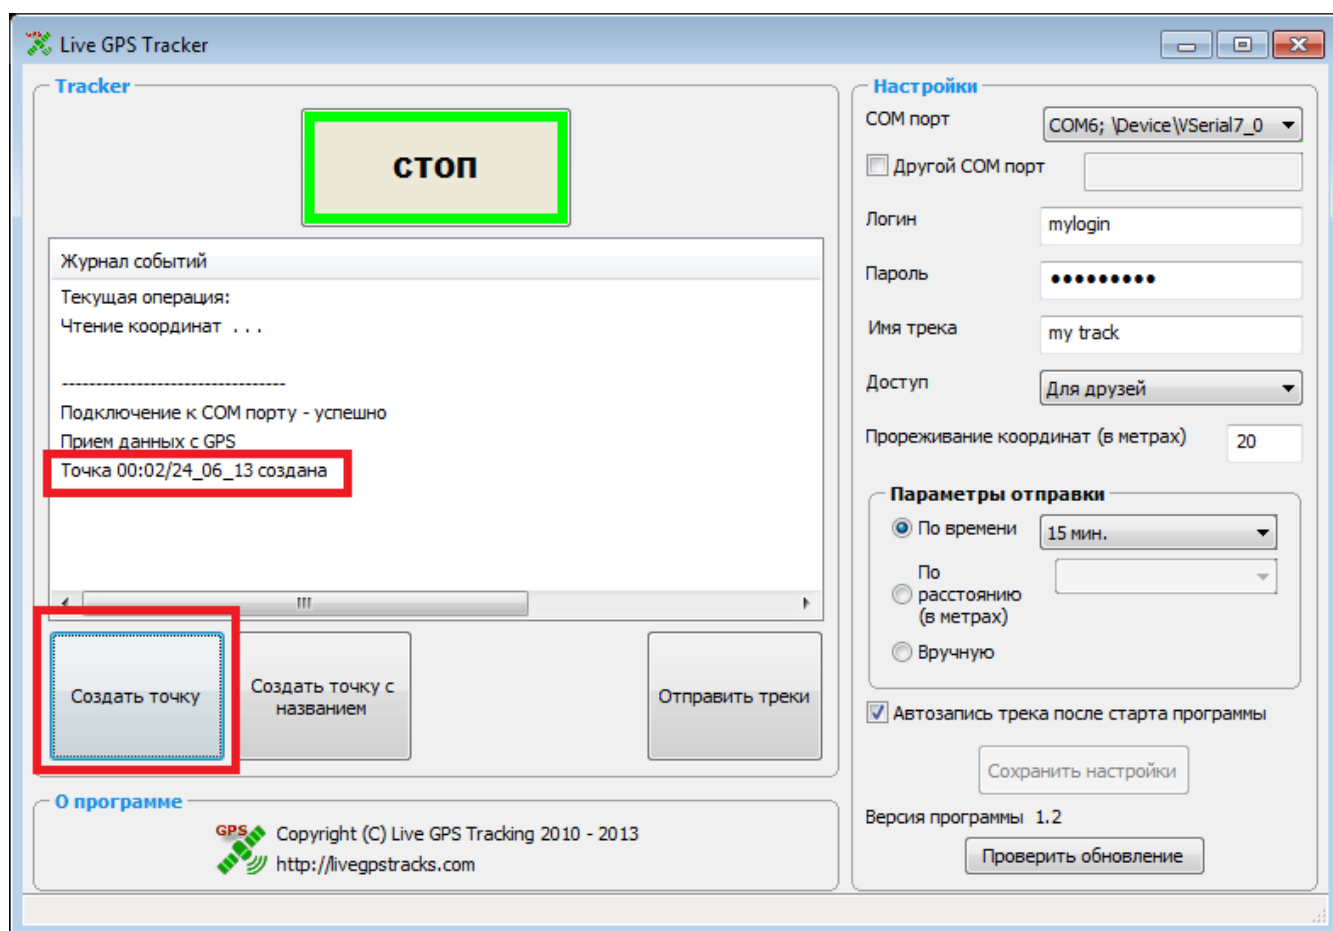 Live GPS Tracker
Tracker
стоп
Журнал событий
Текущая операция:
Чтение координат . . .
---------------------------------
Подключение к COM порту - успешно
Прием данных с GPS
Точка 00:02/24_06_13 создана
Создать точку
Создать точку с
названием
Отправить треки
О программе
GPS
Copyright (C) Live GPS Tracking 2010 - 2013
http://livegpstracks.com
Настройки
COM порт
COM6; \Device\VSerial7_0
Другой COM порт
Логин
mylogin
Пароль
•••••••••
Имя трека
my track
Доступ
Для друзей
Прореживание координат (в метрах)
20
Параметры отправки
По времени
15 мин.
По
расстоянию
(в метрах)
Вручную
Автозапись трека после старта программы
Сохранить настройки
Версия программы 1.2
Проверить обновление